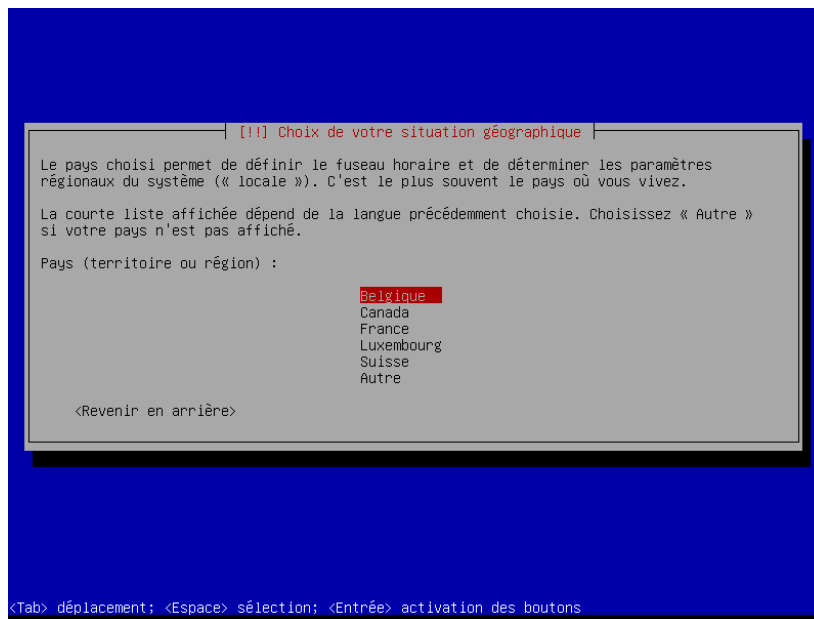 [!!] Choix de votre situation géographique
Le pays choisi permet de définir le fuseau horaire et de déterminer les paramètres
régionaux du système (« locale »). C'est le plus souvent le pays où vous vivez.
La courte liste affichée dépend de la langue précédemment choisie. Choisissez « Autre »
si votre pays n'est pas affiché.
Pays (territoire ou région) :
Belgique
Canada
France
Luxembourg
Suisse
Autre
<Revenir en arrière>
<Tab> déplacement; <Espace> sélection; <Entrée> activation des boutons